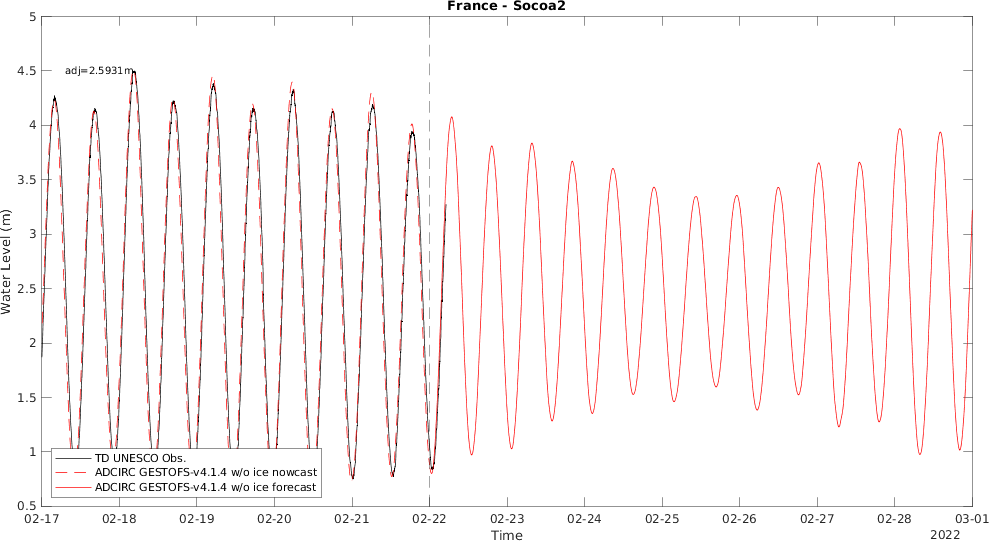 France - Socoa2
5
4.5
4
3.5
3
2.5
2
1.5
1
0.5
Water Level (m)
adj=2.5931m
TD UNESCO Obs.
ADCIRC GESTOFS-v4.1.4 w/o ice nowcast
ADCIRC GESTOFS-v4.1.4 w/o ice forecast
02-17 02-18 02-19 02-20 02-21 02-22 02-23 02-24 02-25 02-26 02-27 02-28 03-01
Time
2022